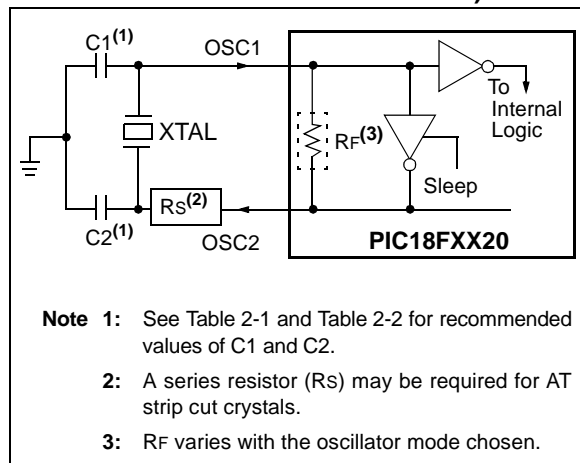 C1(1)
OSC1
To
Internal
Logic
XTAL
RF(3)
Sleep
RS(2)
C2(1)
OSC2
PIC18FXX20
Note 1: See Table 2-1 and Table 2-2 for recommended
values of C1 and C2.
2: A series resistor (RS) may be required for AT
strip cut crystals.
3: RF varies with the oscillator mode chosen.